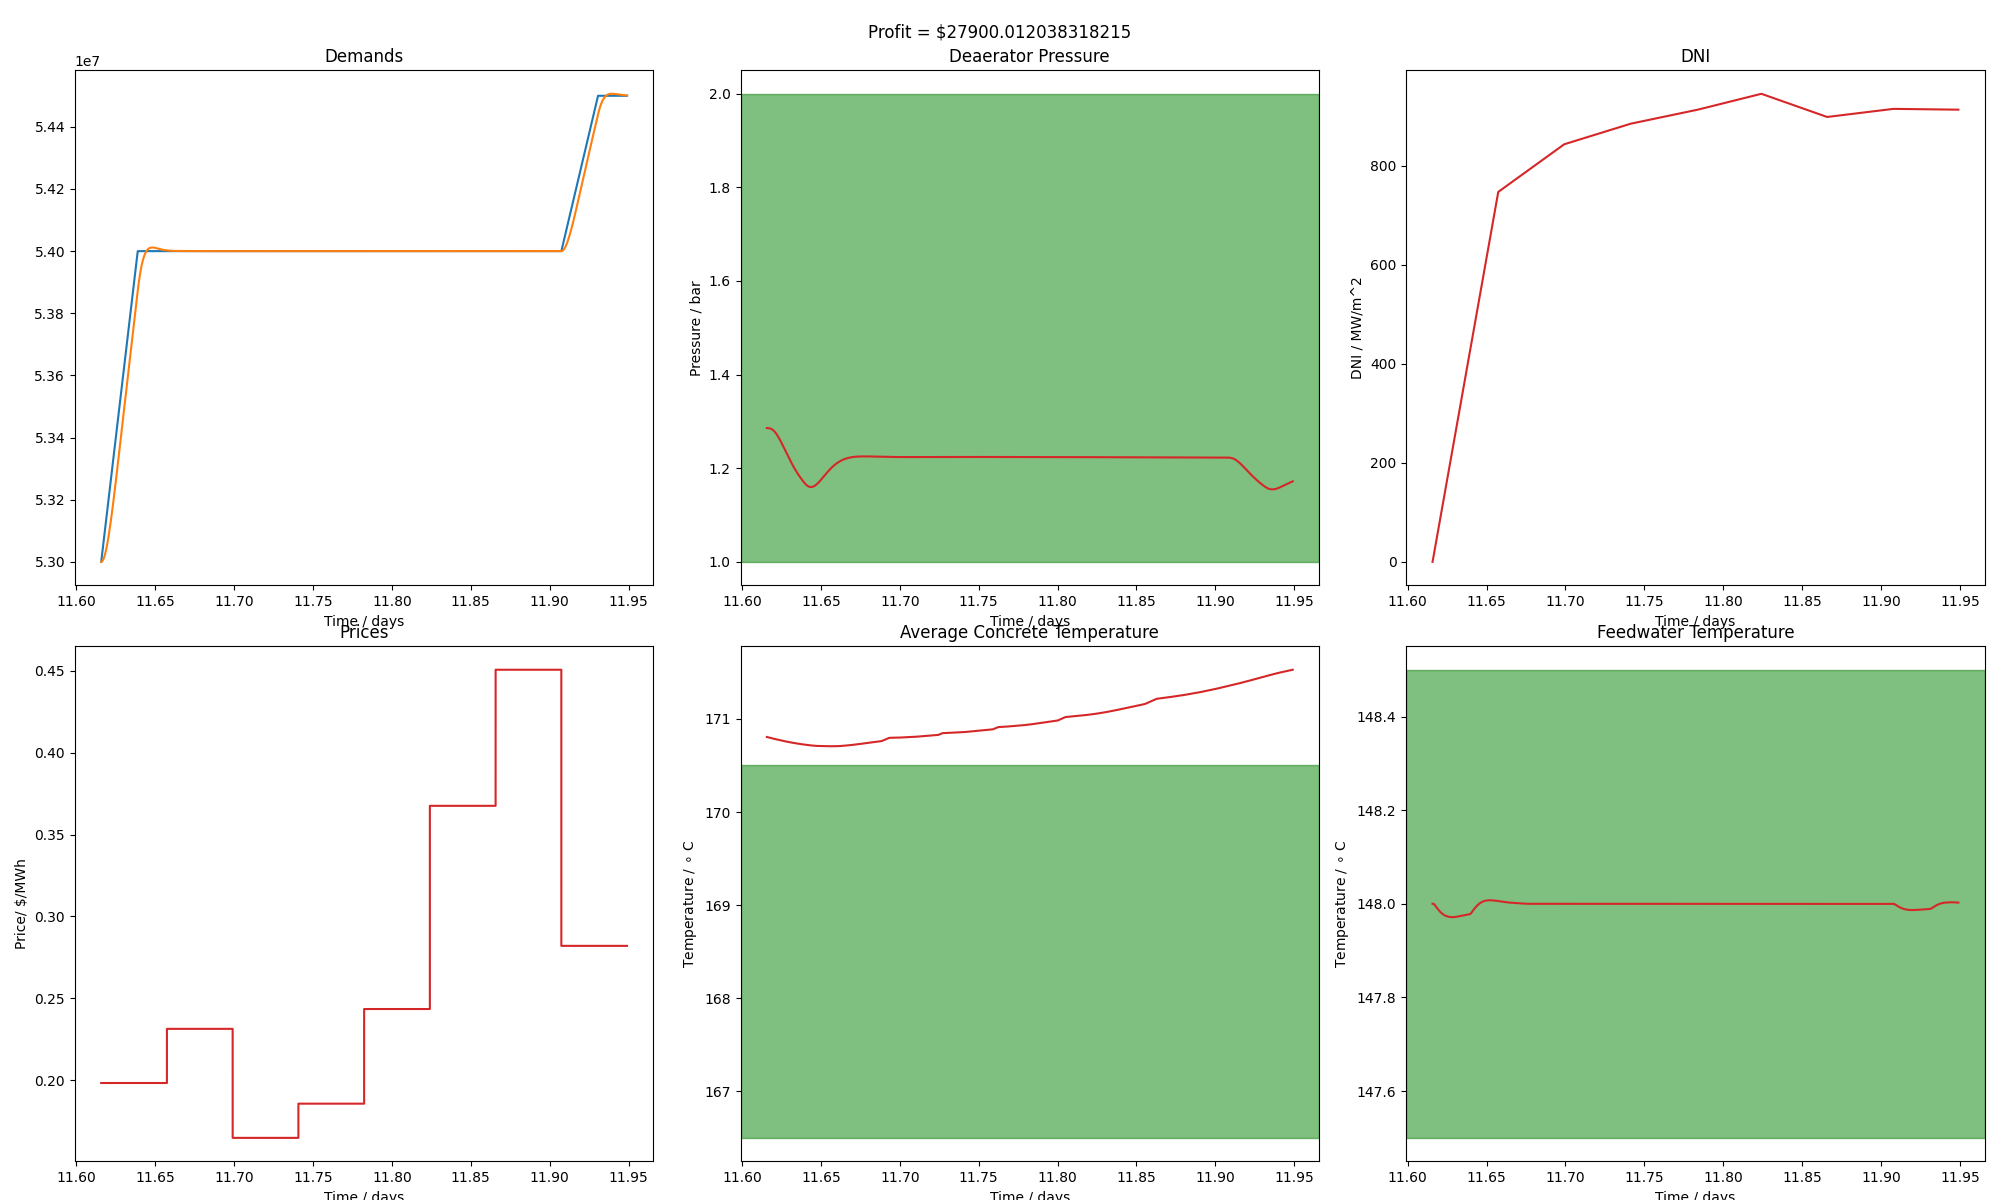 Profit = $27900.012038318215
Demands
1e7
5.44
5.42
5.40
5.38
5.36
5.34
5.32
5.30
11.60 11.65 11.70 11.75 11.80 11.85 11.90 11.95
Time / days
Deaerator Pressure
Pressure / bar
2.0
1.8
1.6
1.4
1.2
1.0
11.60 11.65 11.70 11.75 11.80 11.85 11.90 11.95
Time / days
DNI
DNI / MW/m^2
800
600
400
200
0
11.60 11.65 11.70 11.75 11.80 11.85 11.90 11.95
Time / days
Prices
Price/ $/MWh
0.45
0.40
0.35
0.30
0.25
0.20
11.60 11.65 11.70 11.75 11.80 11.85 11.90 11.95
Time / days
Average Concrete Temperature
Temperature / ∘ C
171
170
169
168
167
11.60 11.65 11.70 11.75 11.80 11.85 11.90 11.95
Time / days
Feedwater Temperature
Temperature / ∘ C
148.4
148.2
148.0
147.8
147.6
11.60 11.65 11.70 11.75 11.80 11.85 11.90 11.95
Time / days